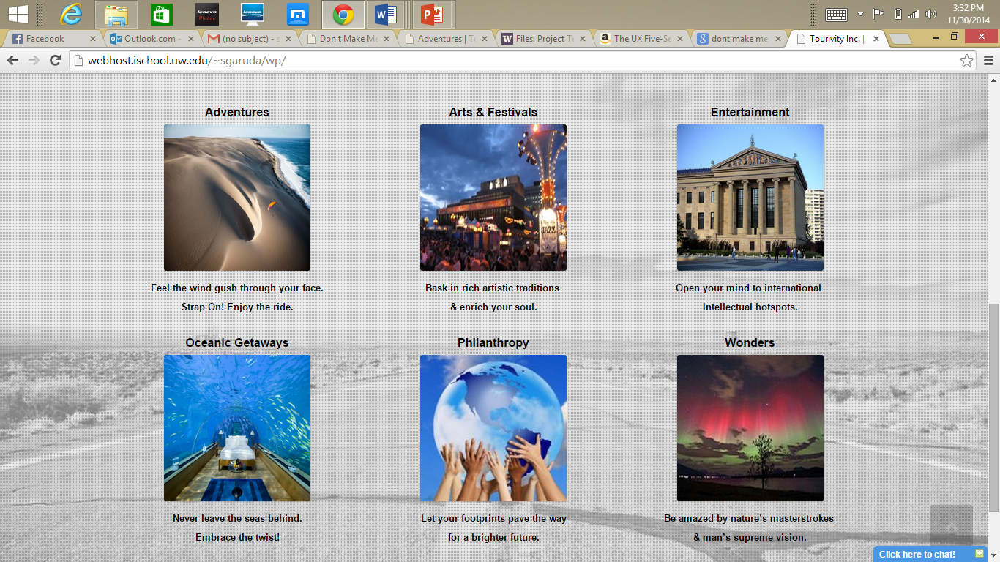 lenovo
Photos
lenovo
3:32 PM
11/30/2014
Facebook
Outlook.com -
(no subject) - s
Don't Make Me
Adventures | T
Files: Project T
The UX Five-Se
dont make me
Tourivity Inc. |
webhost.ischool.uw.edu/~sgaruda/wp/
Adventures
Arts & Festivals
Entertainment
JAZZ
Feel the wind gush through your face.
Strap On! Enjoy the ride.
Bask in rich artistic traditions
& enrich your soul.
Open your mind to international
Intellectual hotspots.
Oceanic Getaways
Philanthropy
Wonders
Never leave the seas behind.
Embrace the twist!
Let your footprints pave the way
for a brighter future.
Be amazed by nature’s masterstrokes
& man’s supreme vision.
Click here to chat!